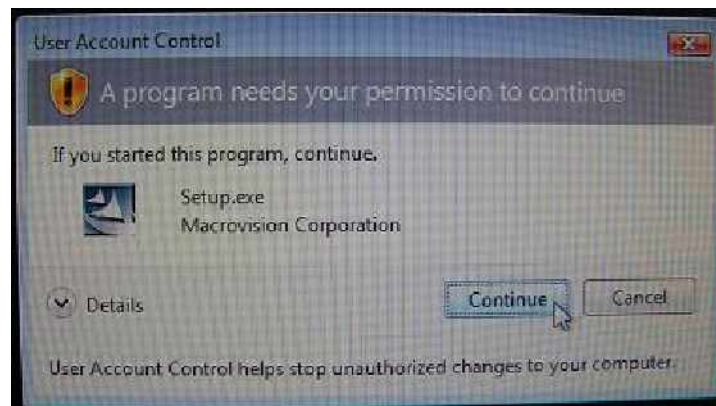 User Account Control
A program needs your permission to continue
If you started this program, continue.
Setup.exe
Macrovision Corporation
Details
Continue
Cancel
User Account Control helps stop unauthorized changes to your computer.